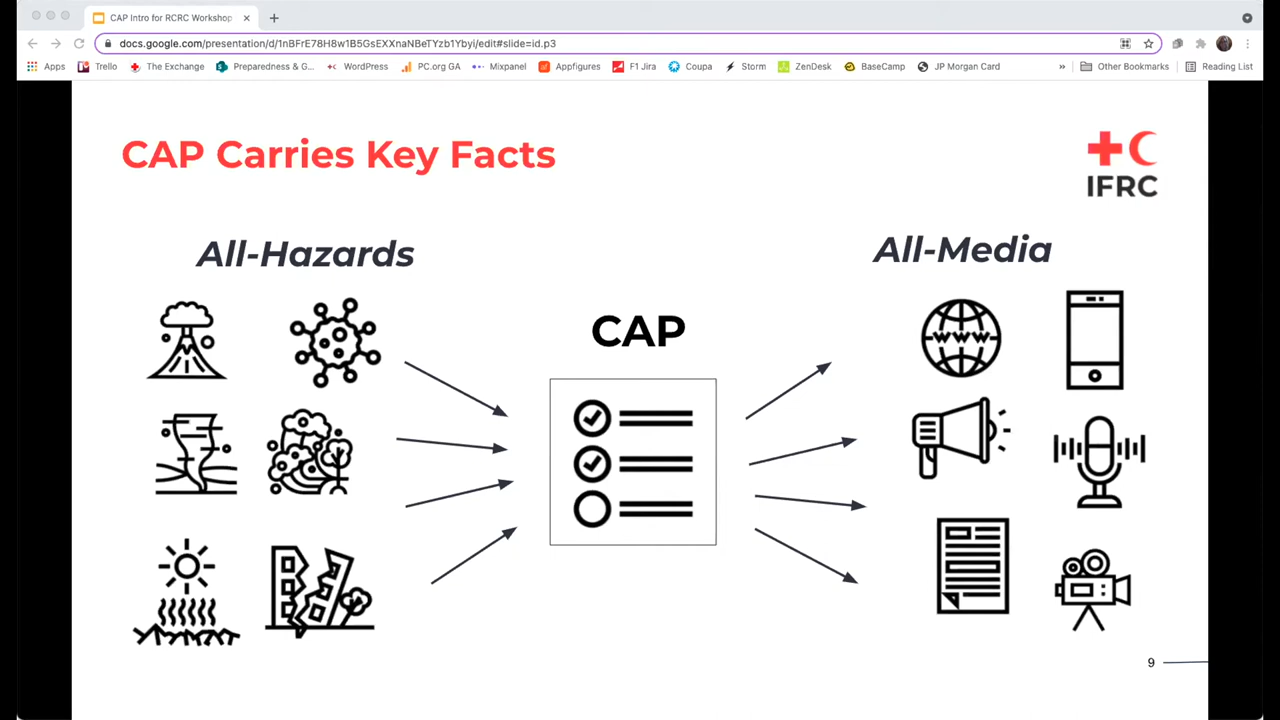 CAP Intro for RCRC Workshop
docs.google.com/presentation/d/1nBFrE78H8w1B5GsEXXnaNBeTYzb1Ybyi/edit#slide=id.p3
Apps Trello The Exchange Preparedness & G... WordPress PC.org GA Mixpanel Appfigures F1 Jira Coupa Storm ZenDesk BaseCamp JP Morgan Card » Other Bookmarks Reading List
CAP Carries Key Facts
IFRC
All-Hazards
All-Media
CAP
WWW
9